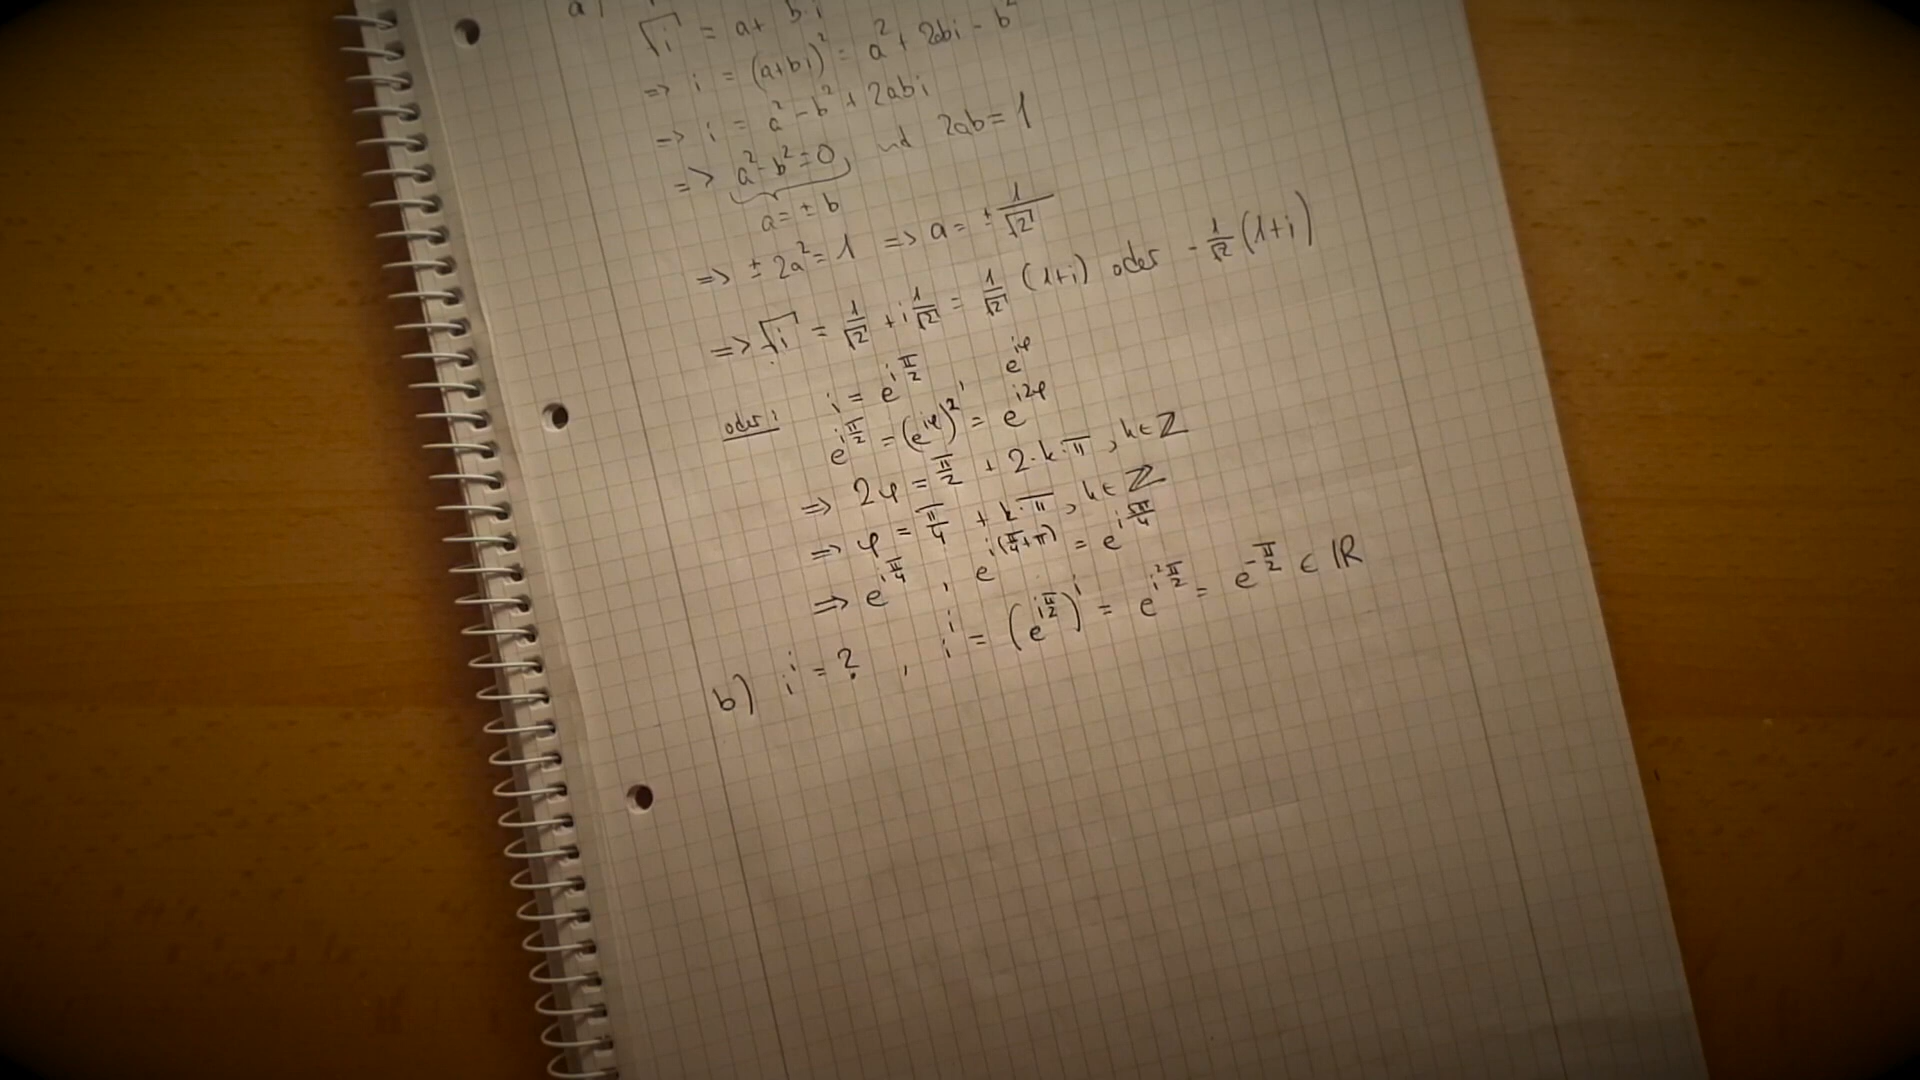 a)
√i = a + bi
=> i = (a+bi)² = a² + 2abi - b²
=> i = a² - b² + 2abi
=> a² - b² = 0, und 2ab = 1
a = ± b
=> ± 2a² = 1 => a = ± 1/√2
=> √i = 1/√2 + i 1/√2 = 1/√2 (1+i) oder - 1/√2 (1+i)
oder: i = e^(i π/2), e^(iφ)
e^(i π/2) = (e^(iφ))² = e^(i2φ)
=> 2φ = π/2 + 2·k·π, k∈ℤ
=> φ = π/4 + k·π, k∈ℤ
=> e^(i π/4), e^(i(π/4+π)) = e^(i 5π/4)
b) i^i = ?, i^i = (e^(i π/2))^i = e^(i² π/2) = e^(-π/2) ∈ ℝ